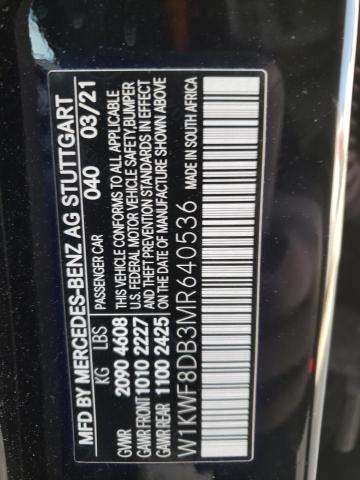 MFD BY MERCEDES-BENZ AG STUTTGART
PASSENGER CAR 040 03/21
KG LBS
GVWR 2090 4608
GAWR FRONT 1010 2227
GAWR REAR 1100 2425
THIS VEHICLE CONFORMS TO ALL APPLICABLE
U.S. FEDERAL MOTOR VEHICLE SAFETY,BUMPER
AND THEFT PREVENTION STANDARDS IN EFFECT
ON THE DATE OF MANUFACTURE SHOWN ABOVE
W1KWF8DB3MR640536
MADE IN SOUTH AFRICA